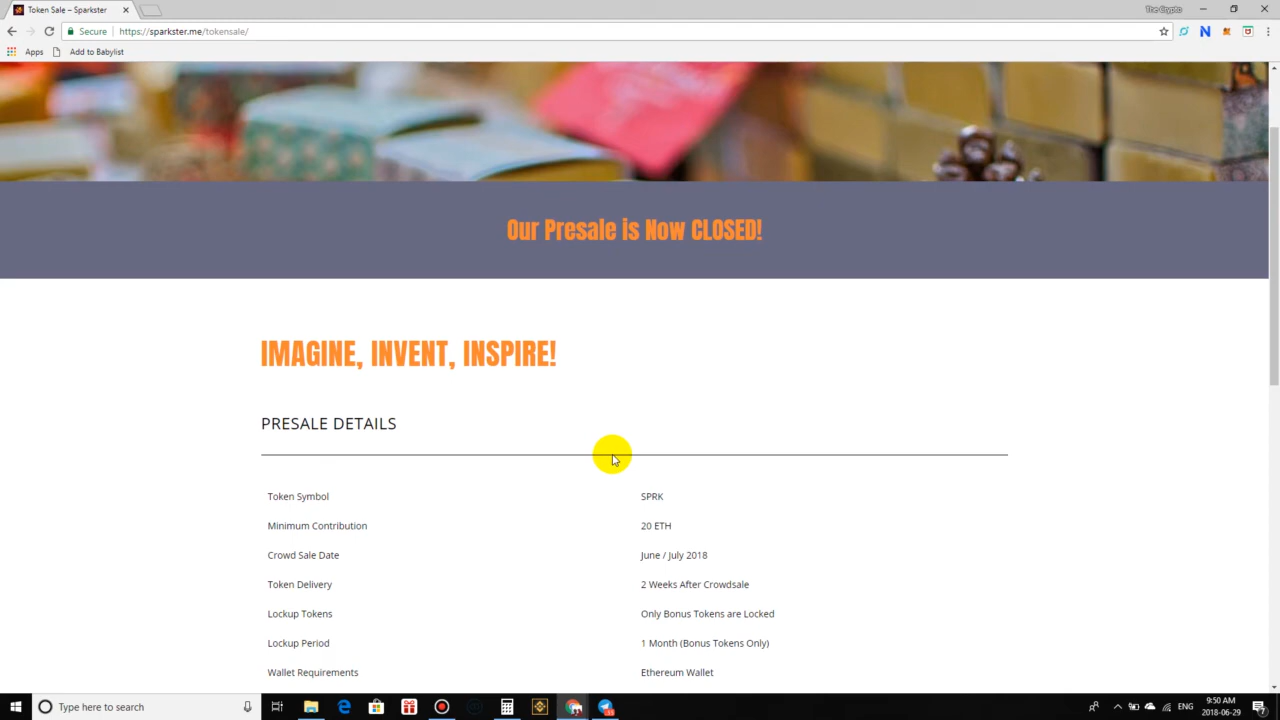 Token Sale – Sparkster
The Crypto
Secure
https://sparkster.me/tokensale/
Apps
Add to Babylist
Our Presale is Now CLOSED!
IMAGINE, INVENT, INSPIRE!
PRESALE DETAILS
Token Symbol SPRK
Minimum Contribution 20 ETH
Crowd Sale Date June / July 2018
Token Delivery 2 Weeks After Crowdsale
Lockup Tokens Only Bonus Tokens are Locked
Lockup Period 1 Month (Bonus Tokens Only)
Wallet Requirements Ethereum Wallet
Type here to search
ENG
9:50 AM
2018-06-29